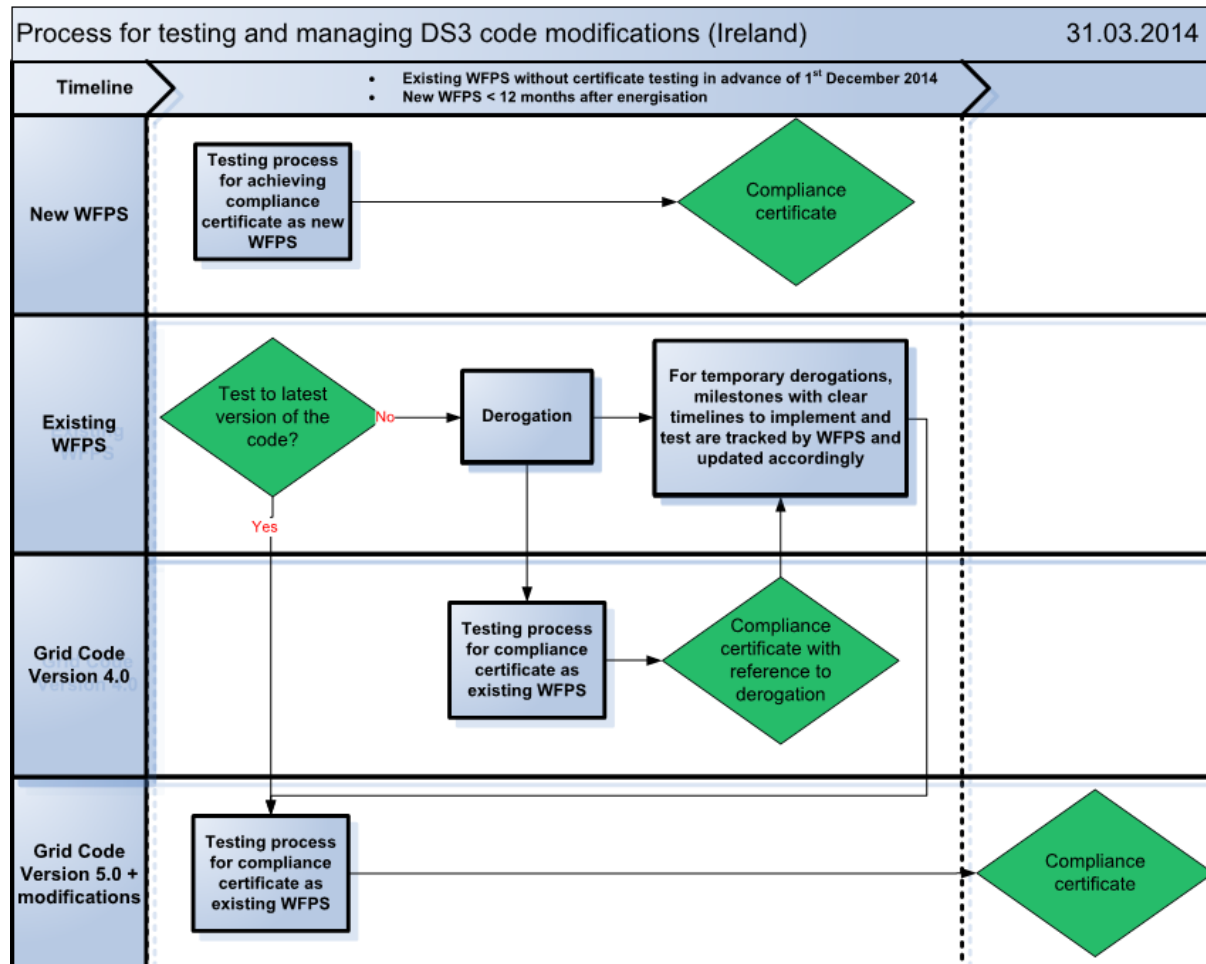 Process for testing and managing DS3 code modifications (Ireland) 31.03.2014
Timeline
• Existing WFPS without certificate testing in advance of 1st December 2014
• New WFPS < 12 months after energisation
New WFPS
Testing process
for achieving
compliance
certificate as new
WFPS
Compliance
certificate
Existing
WFPS
Test to latest
version of the
code?
No
Yes
Derogation
For temporary derogations,
milestones with clear
timelines to implement and
test are tracked by WFPS and
updated accordingly
Grid Code
Version 4.0
Testing process
for compliance
certificate as
existing WFPS
Compliance
certificate with
reference to
derogation
Grid Code
Version 5.0 +
modifications
Testing process
for compliance
certificate as
existing WFPS
Compliance
certificate